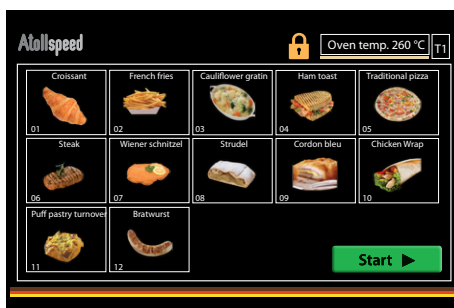 Atollspeed
Oven temp. 260 °C T1
Croissant French fries Cauliflower gratin Ham toast Traditional pizza
01 02 03 04 05
Steak Wiener schnitzel Strudel Cordon bleu Chicken Wrap
06 07 08 09 10
Puff pastry turnover Bratwurst
11 12
Start